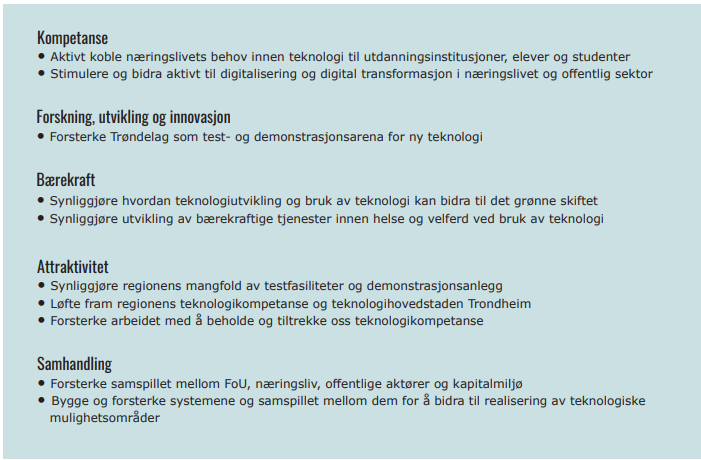 Kompetanse
● Aktivt koble næringslivets behov innen teknologi til utdanningsinstitusjoner, elever og studenter
● Stimulere og bidra aktivt til digitalisering og digital transformasjon i næringslivet og offentlig sektor
Forskning, utvikling og innovasjon
● Forsterke Trøndelag som test- og demonstrasjonsarena for ny teknologi
Bærekraft
● Synliggjøre hvordan teknologiutvikling og bruk av teknologi kan bidra til det grønne skiftet
● Synliggjøre utvikling av bærekraftige tjenester innen helse og velferd ved bruk av teknologi
Attraktivitet
● Synliggjøre regionens mangfold av testfasiliteter og demonstrasjonsanlegg
● Løfte fram regionens teknologikompetanse og teknologihovedstaden Trondheim
● Forsterke arbeidet med å beholde og tiltrekke oss teknologikompetanse
Samhandling
● Forsterke samspillet mellom FoU, næringsliv, offentlige aktører og kapitalmiljø
● Bygge og forsterke systemene og samspillet mellom dem for å bidra til realisering av teknologiske
mulighetsområder